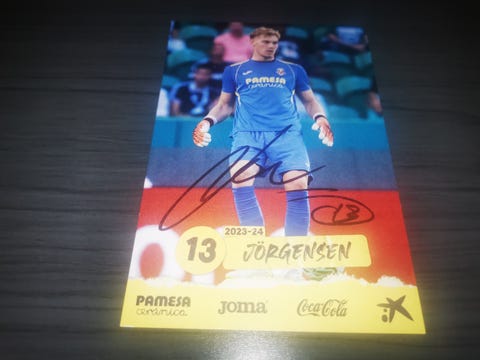 PAMESA
cerámica
2023-24
13 JÖRGENSEN
13
PAMESA
cerámica
Joma
Coca-Cola